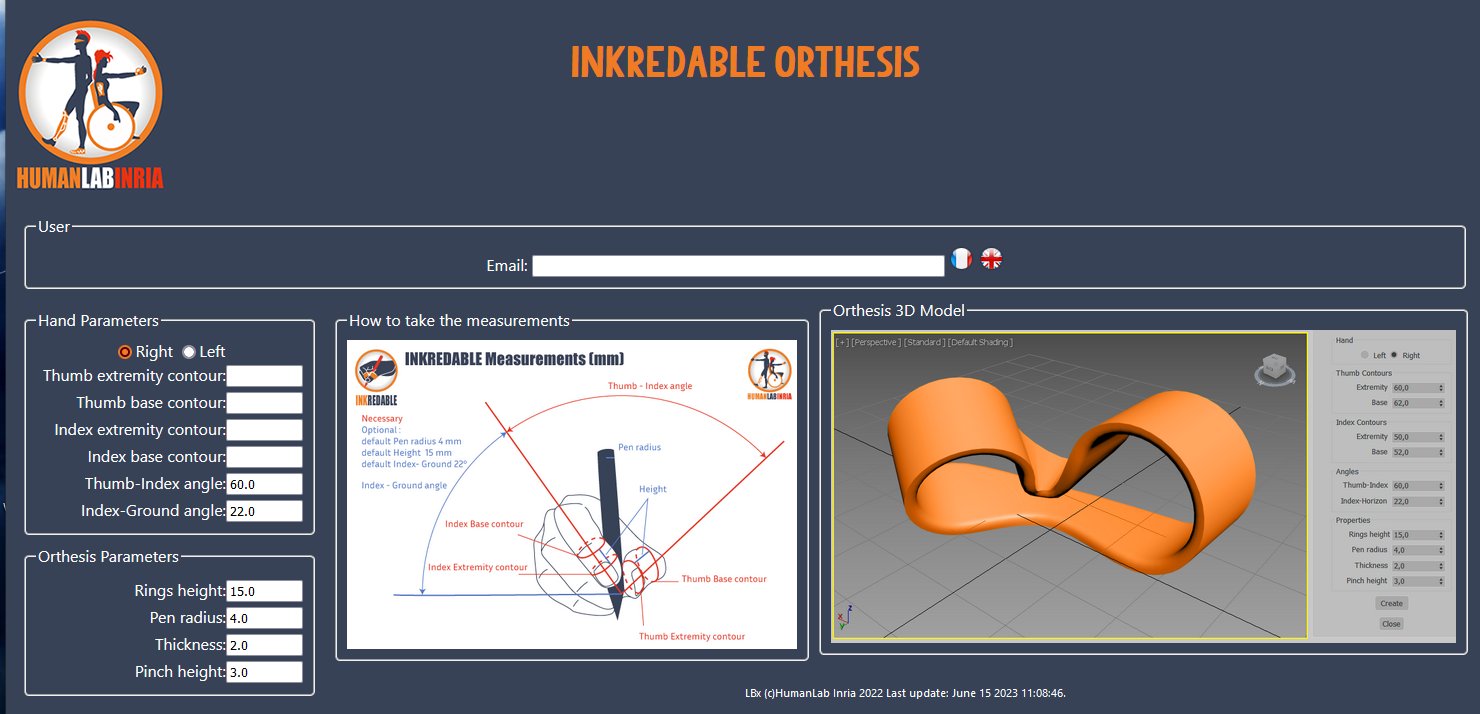 INKREDABLE ORTHESIS
HUMANLABINRIA
User
Email:
Hand Parameters
Right Left
Thumb extremity contour:
Thumb base contour:
Index extremity contour:
Index base contour:
Thumb-Index angle: 60.0
Index-Ground angle: 22.0
Orthesis Parameters
Rings height: 15.0
Pen radius: 4.0
Thickness: 2.0
Pinch height: 3.0
How to take the measurements
INKREDABLE Measurements (mm)
INKREDABLE
HUMANLABINRIA
Thumb - Index angle
Necessary
Optional :
default Pen radius 4 mm
default Height 15 mm
default Index- Ground 22°
Index - Ground angle
Pen radius
Height
Index Base contour
Index Extremity contour
Thumb Base contour
Thumb Extremity contour
Orthesis 3D Model
[+] [Perspective ] [Standard ] [Default Shading ]
z
x
y
Hand
Left Right
Thumb Contours
Extremity 60,0
Base 62,0
Index Contours
Extremity 50,0
Base 52,0
Angles
Thumb-Index 60,0
Index-Horizon 22,0
Properties
Rings height 15,0
Pen radius 4,0
Thickness 2,0
Pinch height 3,0
Create
Close
LBx (c)HumanLab Inria 2022 Last update: June 15 2023 11:08:46.